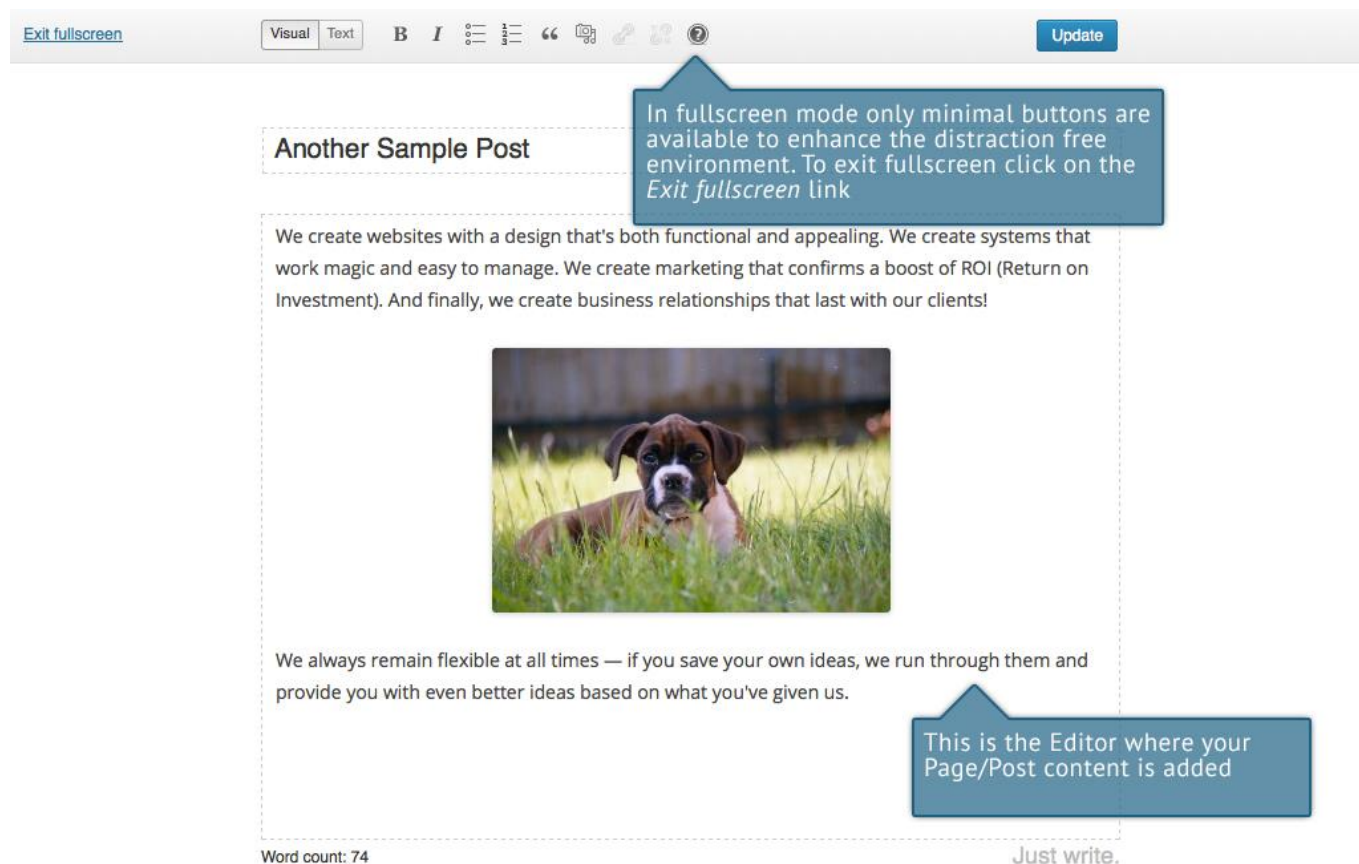 Exit fullscreen
Visual Text B I Update
In fullscreen mode only minimal buttons are
available to enhance the distraction free
environment. To exit fullscreen click on the
Exit fullscreen link
Another Sample Post
We create websites with a design that's both functional and appealing. We create systems that
work magic and easy to manage. We create marketing that confirms a boost of ROI (Return on
Investment). And finally, we create business relationships that last with our clients!
We always remain flexible at all times — if you save your own ideas, we run through them and
provide you with even better ideas based on what you've given us.
This is the Editor where your
Page/Post content is added
Word count: 74
Just write.